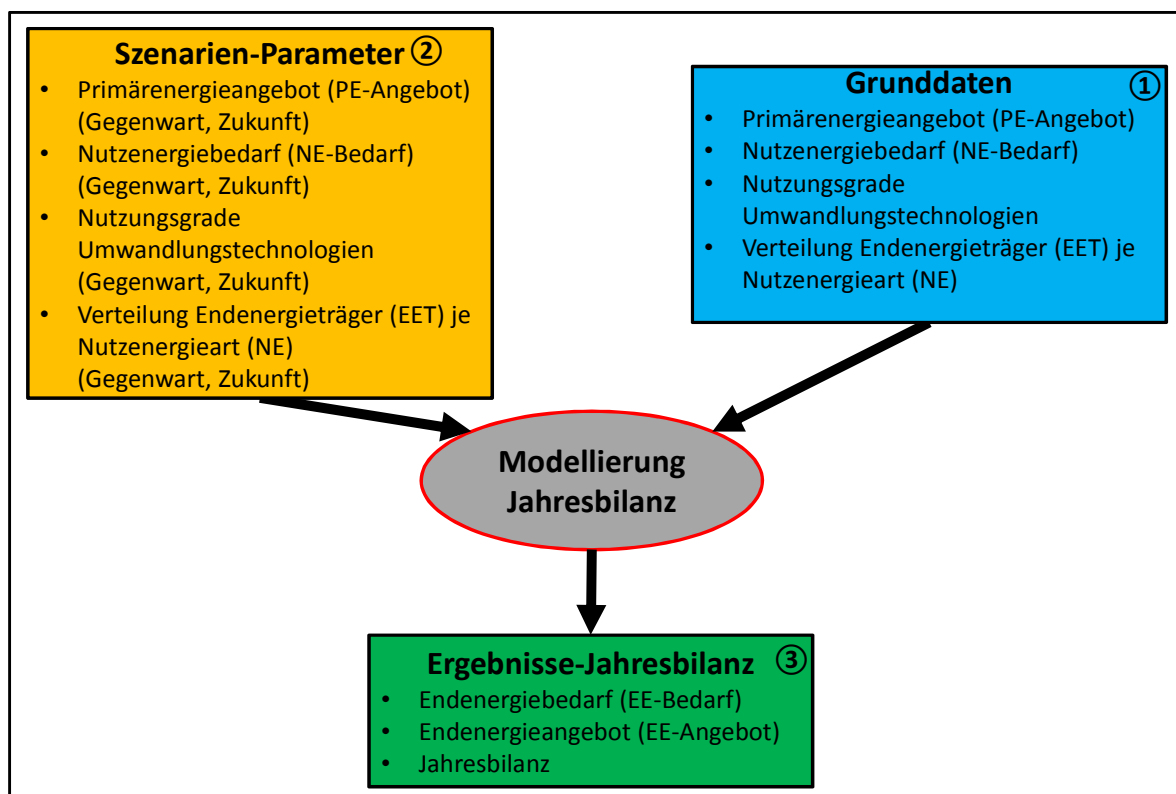 Szenarien-Parameter ②
• Primärenergieangebot (PE-Angebot)
(Gegenwart, Zukunft)
• Nutzenergiebedarf (NE-Bedarf)
(Gegenwart, Zukunft)
• Nutzungsgrade
Umwandlungstechnologien
(Gegenwart, Zukunft)
• Verteilung Endenergieträger (EET) je
Nutzenergieart (NE)
(Gegenwart, Zukunft)
Grunddaten ①
• Primärenergieangebot (PE-Angebot)
• Nutzenergiebedarf (NE-Bedarf)
• Nutzungsgrade
Umwandlungstechnologien
• Verteilung Endenergieträger (EET) je
Nutzenergieart (NE)
Modellierung
Jahresbilanz
Ergebnisse-Jahresbilanz ③
• Endenergiebedarf (EE-Bedarf)
• Endenergieangebot (EE-Angebot)
• Jahresbilanz